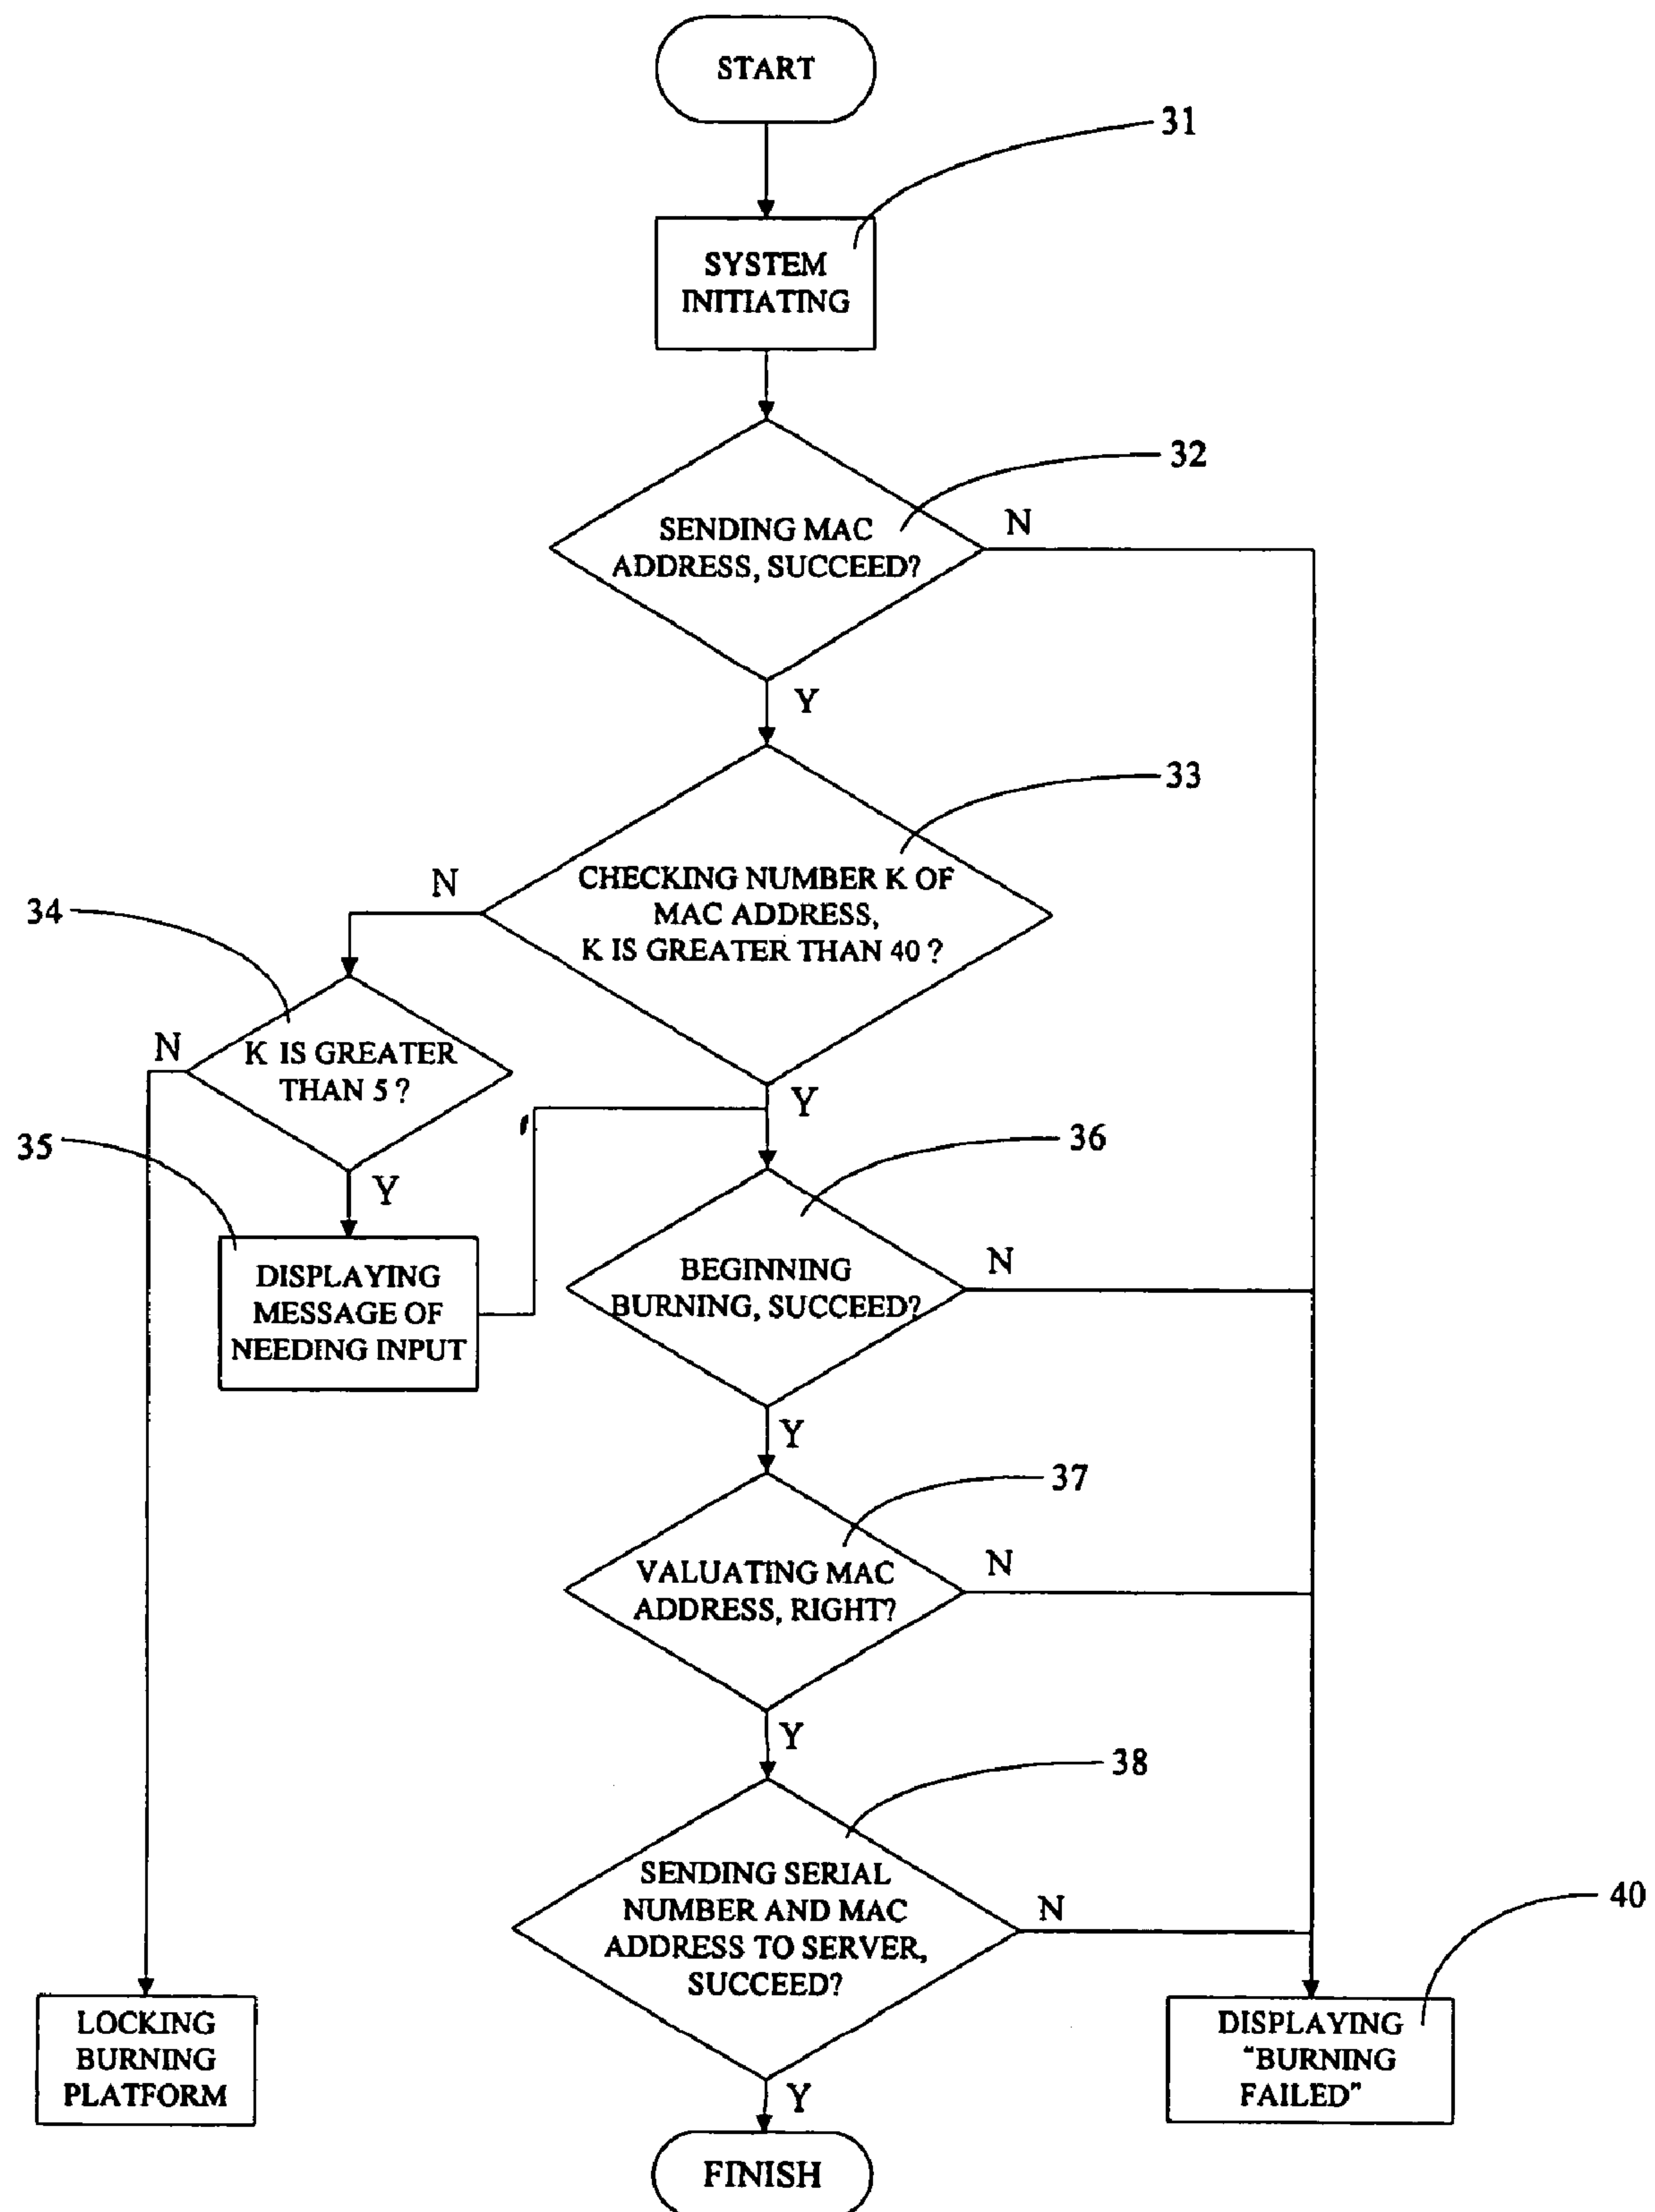 START
31
SYSTEM
INITIATING
32
SENDING MAC
ADDRESS, SUCCEED?
N
Y
33
CHECKING NUMBER K OF
MAC ADDRESS,
K IS GREATER THAN 40 ?
N
Y
34
K IS GREATER
THAN 5 ?
N
Y
35
DISPLAYING
MESSAGE OF
NEEDING INPUT
36
BEGINNING
BURNING, SUCCEED?
N
Y
37
VALUATING MAC
ADDRESS, RIGHT?
N
Y
38
SENDING SERIAL
NUMBER AND MAC
ADDRESS TO SERVER,
SUCCEED?
N
Y
40
LOCKING
BURNING
PLATFORM
DISPLAYING
“BURNING
FAILED”
FINISH